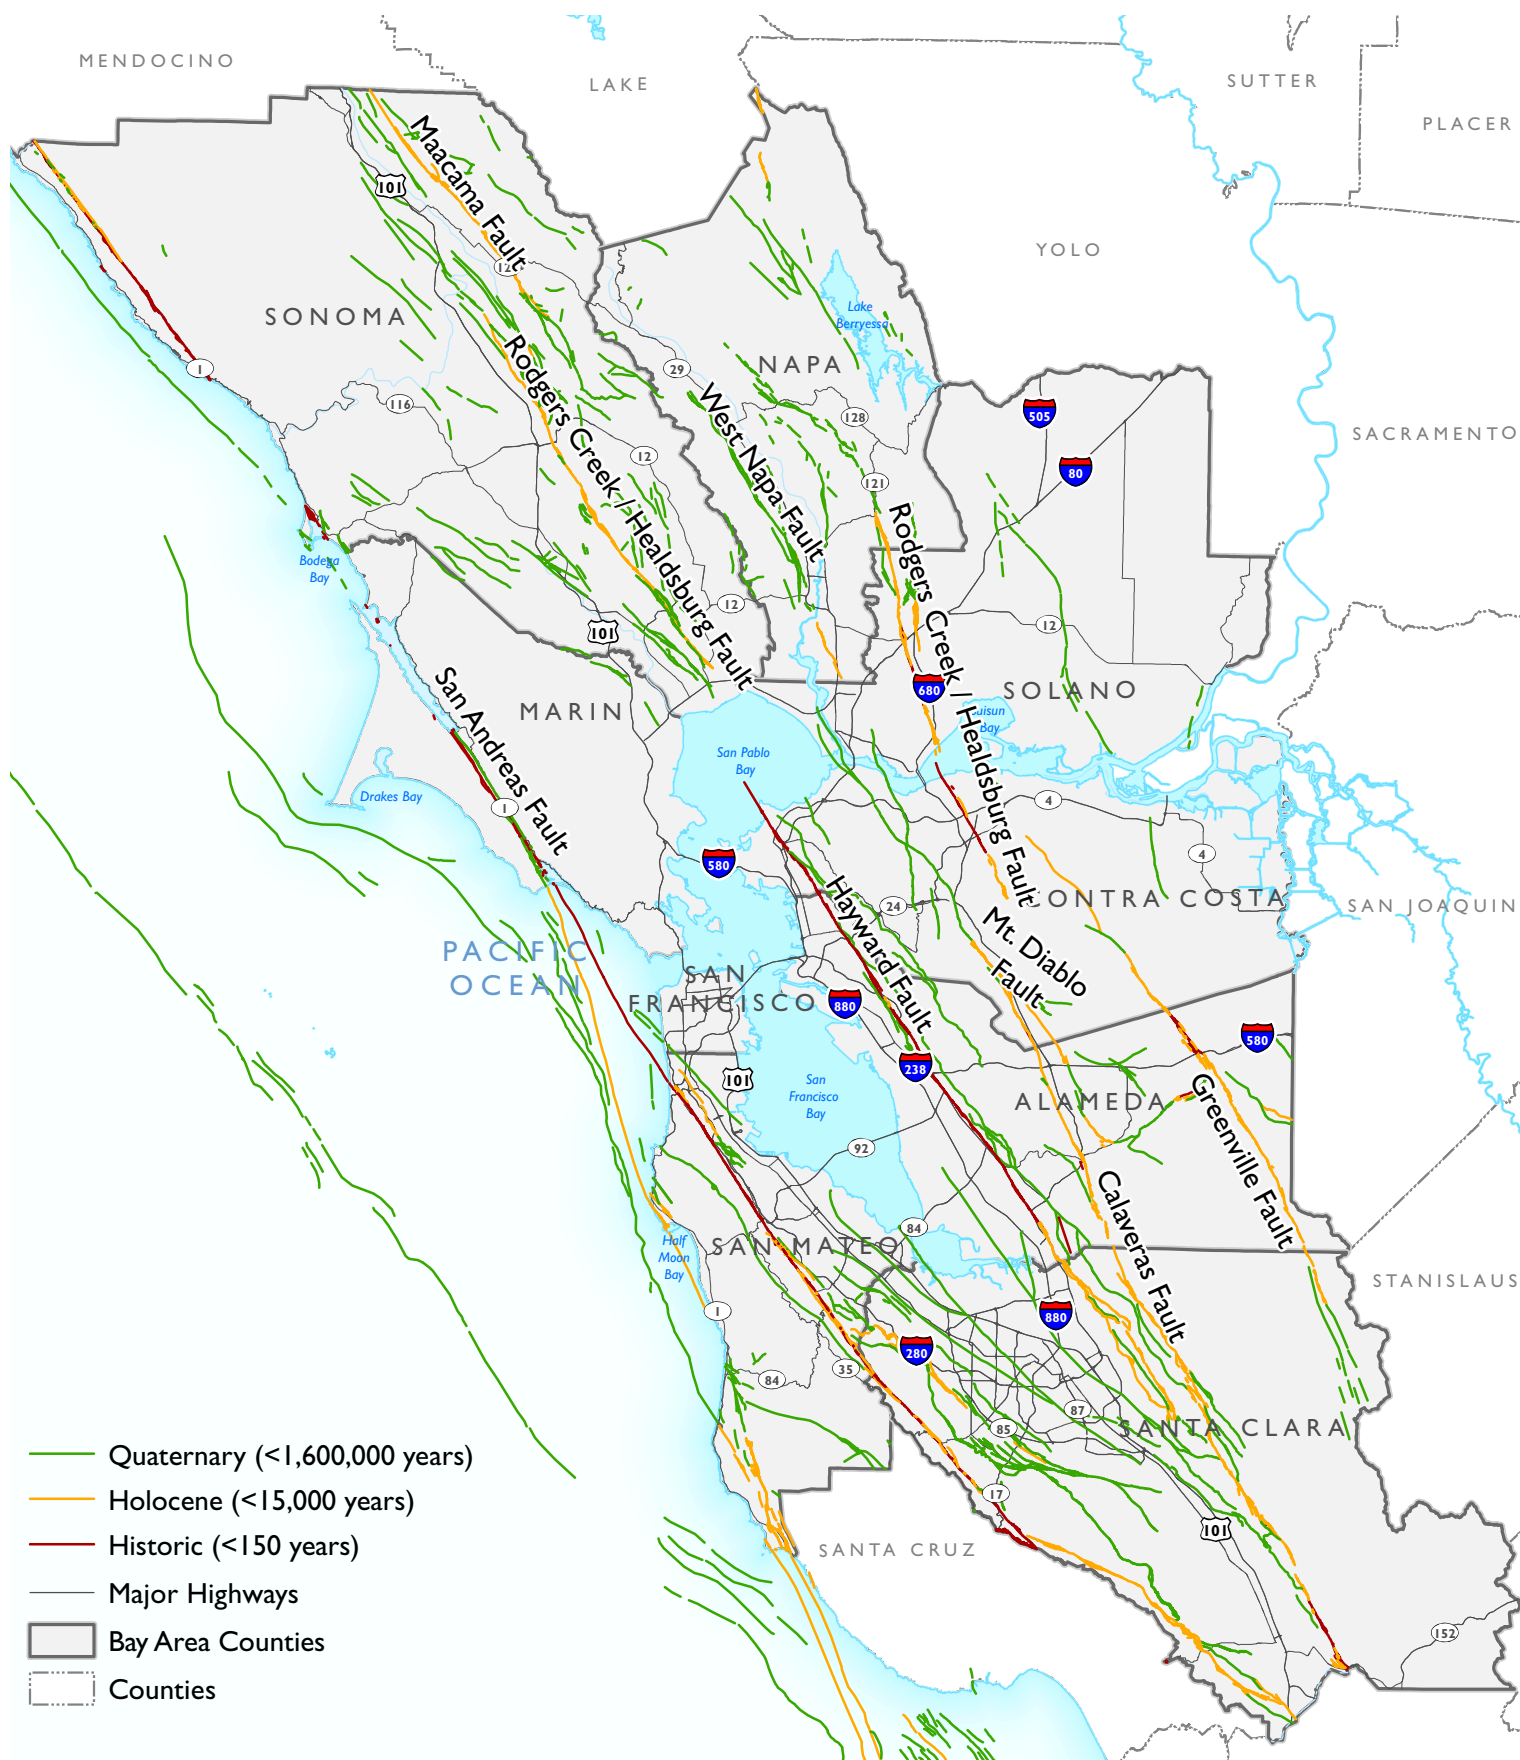 MENDOCINO
LAKE
SUTTER
PLACER
YOLO
SACRAMENTO
SAN JOAQUIN
STANISLAUS
SANTA CRUZ
SONOMA
NAPA
MARIN
SOLANO
CONTRA COSTA
SAN
FRANCISCO
ALAMEDA
SAN MATEO
SANTA CLARA
PACIFIC
OCEAN
Lake
Berryessa
Bodega
Bay
Drakes Bay
San Pablo
Bay
Suisun
Bay
San
Francisco
Bay
Half
Moon
Bay
Maacama Fault
Rodgers Creek / Healdsburg Fault
West Napa Fault
Rodgers Creek / Healdsburg Fault
San Andreas Fault
Hayward Fault
Mt. Diablo
Fault
Greenville Fault
Calaveras Fault
101
128
1
116
29
128
121
12
12
12
505
80
101
680
4
4
1
580
24
880
580
238
101
92
84
1
880
280
35
84
87
85
17
101
152
Quaternary (<1,600,000 years)
Holocene (<15,000 years)
Historic (<150 years)
Major Highways
Bay Area Counties
Counties